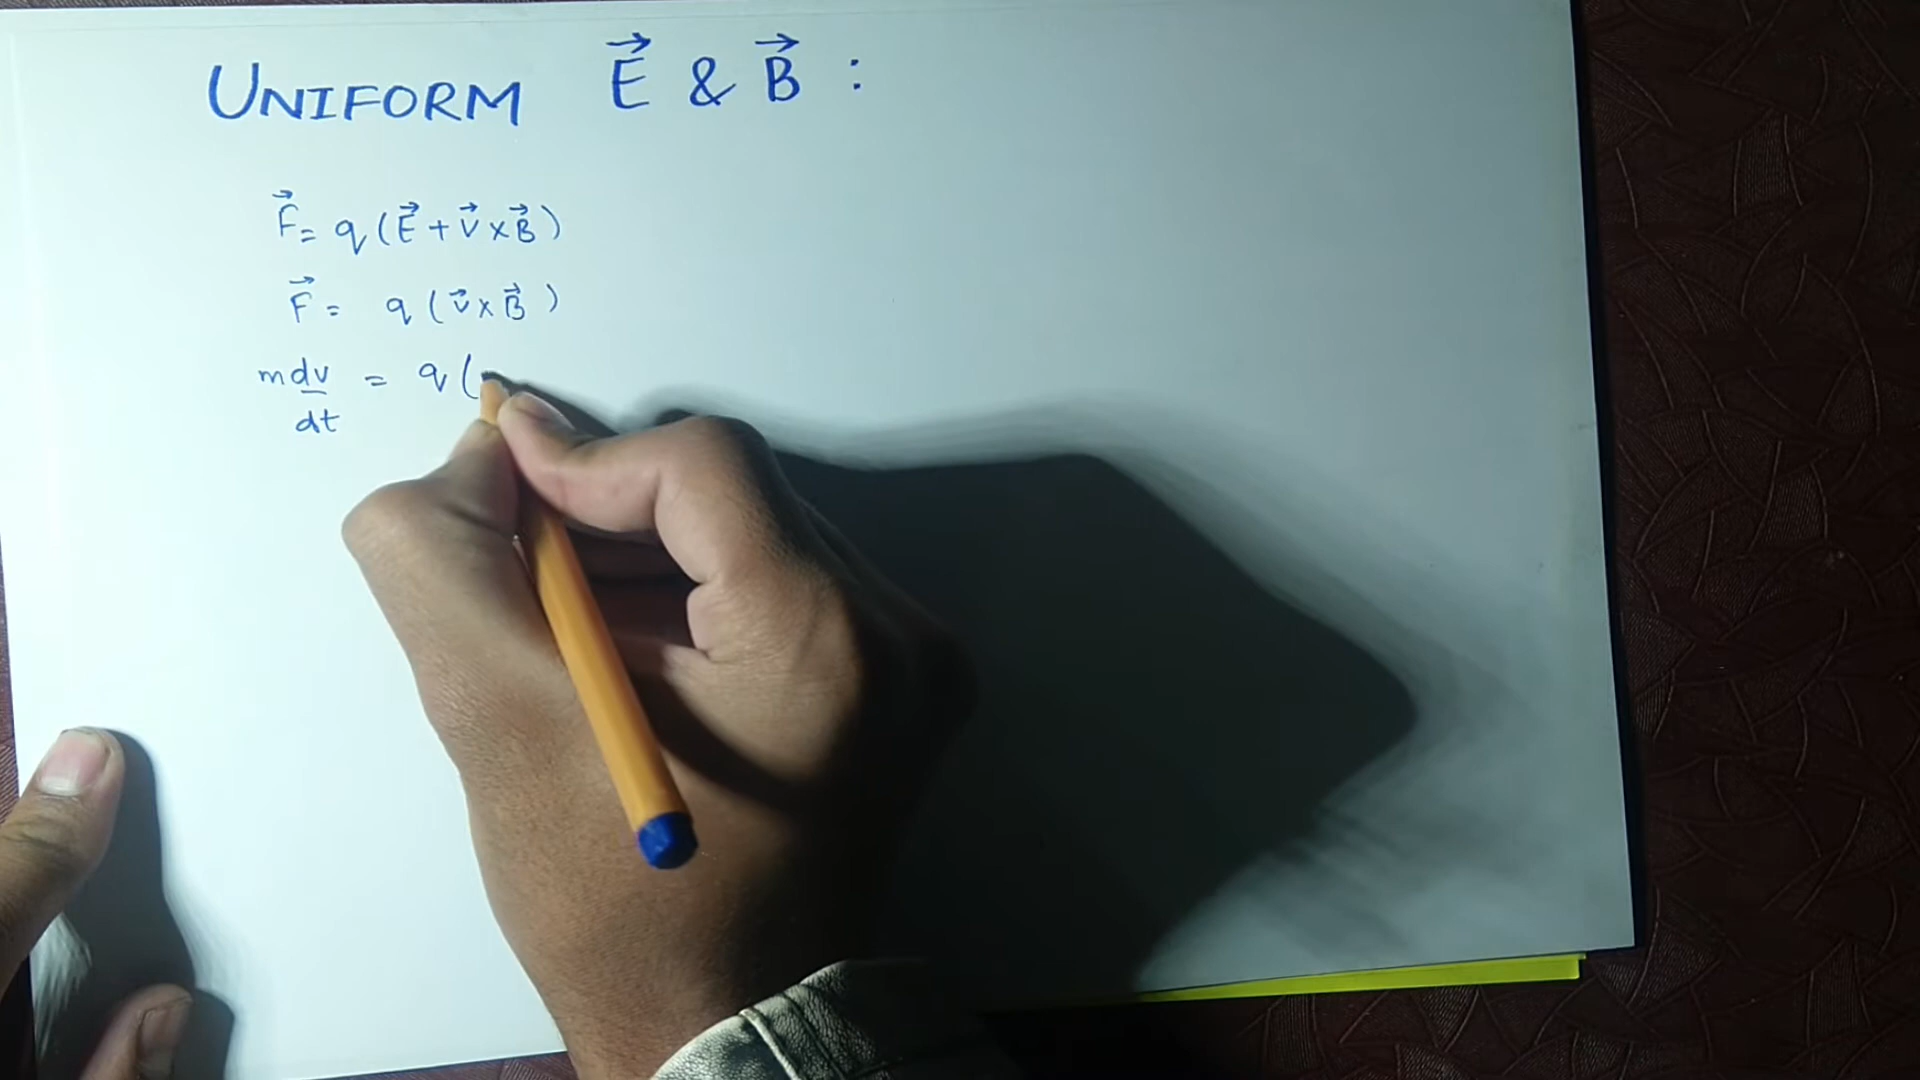 UNIFORM E⃗ & B⃗ :
F⃗ = q (E⃗ + v⃗ × B⃗)
F⃗ = q (v⃗ × B⃗)
m dv/dt = q (